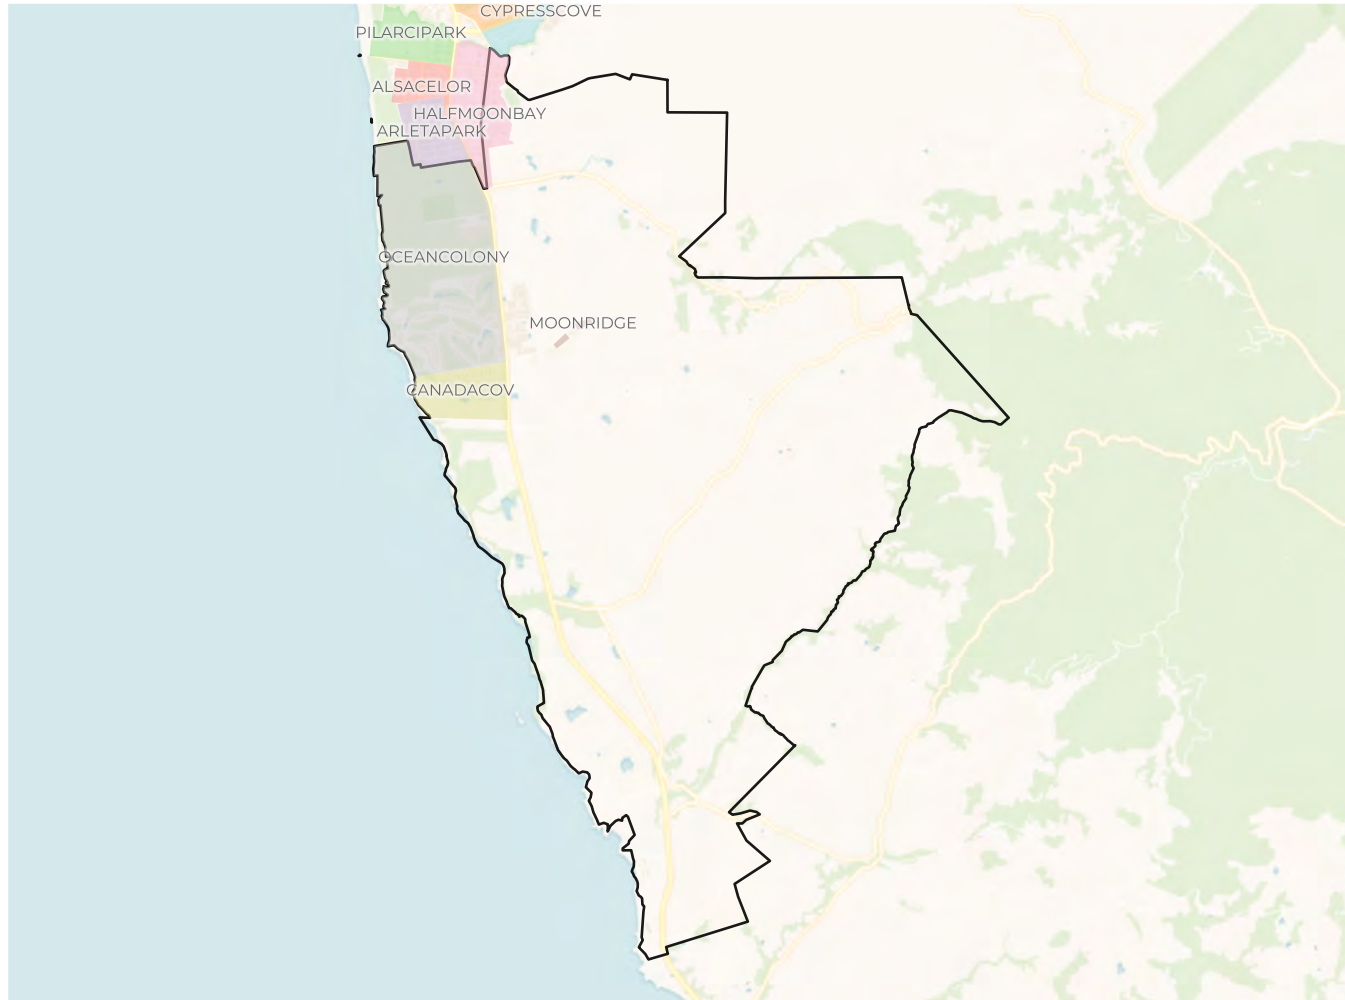 CYPRESSCOVE
PILARCIPARK
ALSACELOR
HALFMOONBAY
ARLETAPARK
OCEANCOLONY
MOONRIDGE
CANADACOV